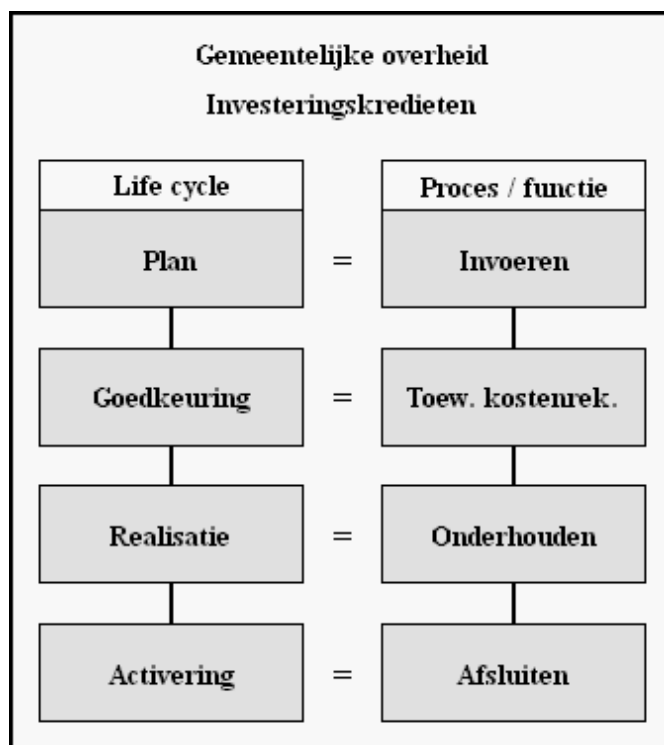 Gemeentelijke overheid
Investeringskredieten
Life cycle
Proces / functie
Plan
=
Invoeren
Goedkeuring
=
Toew. kostenrek.
Realisatie
=
Onderhouden
Activering
=
Afsluiten